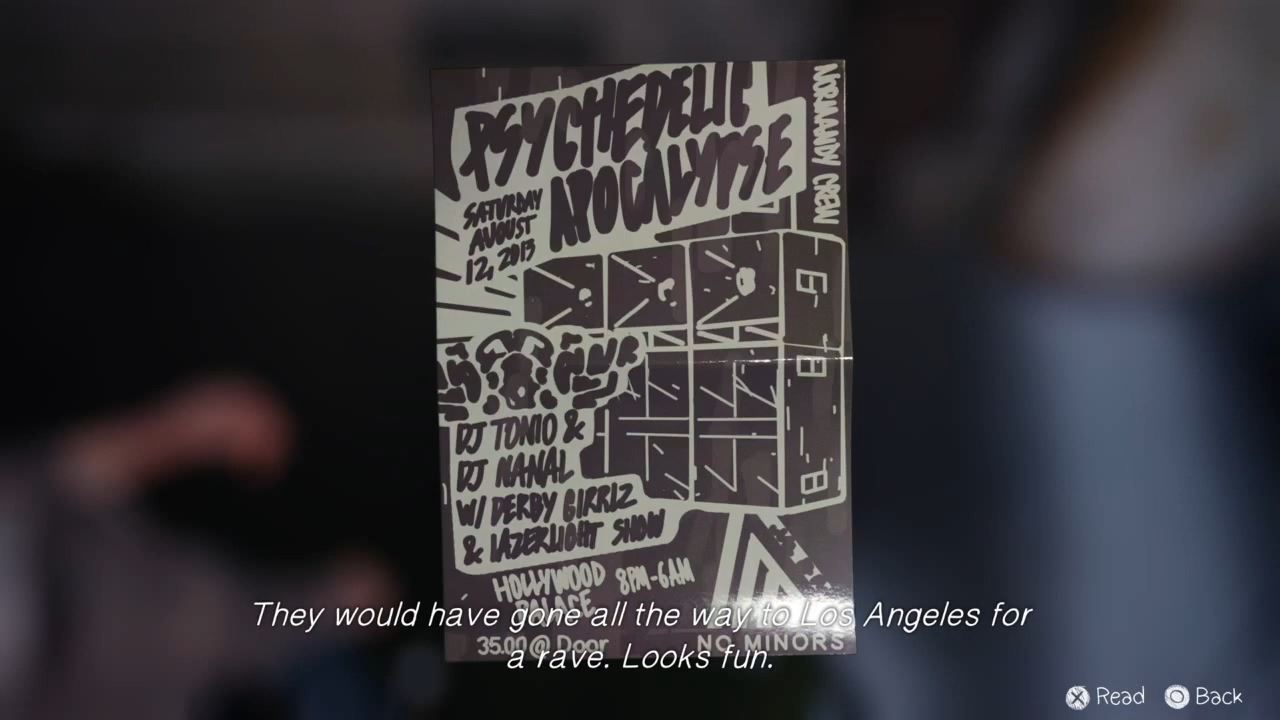 PSYCHEDELIC
APOCALYPSE
NORMANDY CREW
SATURDAY
AUGUST
12, 2013
DJ TONIO &
DJ NANAL
W/ DERBY GIRRLZ
& LAZERLIGHT SHOW
HOLLYWOOD 8PM-6AM
PALACE
35.00 @ Door NO MINORS
They would have gone all the way to Los Angeles for
a rave. Looks fun.
Read Back